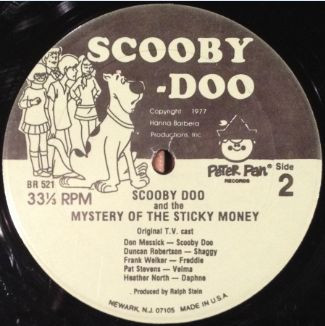 SCOOBY
-DOO
Copyright 1977
Hanna Barbera
Productions, Inc
Peter Pan®
RECORDS
Side
2
BR 521
33⅓ RPM
SCOOBY DOO
and the
MYSTERY OF THE STICKY MONEY
Original T.V. cast
Don Messick — Scooby Doo
Duncan Robertson — Shaggy
Frank Welker — Freddie
Pat Stevens — Velma
Heather North — Daphne
Produced by Ralph Stein
NEWARK, N.J. 07105 MADE IN U.S.A.